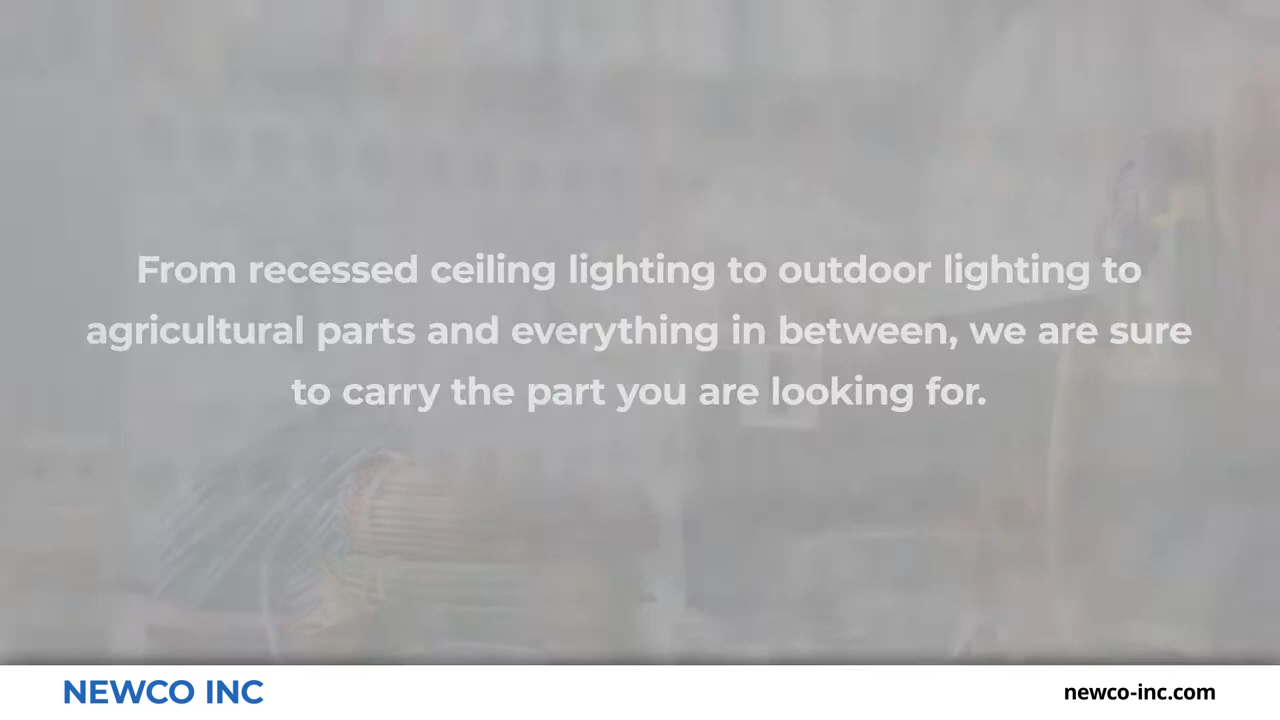 From recessed ceiling lighting to outdoor lighting to
agricultural parts and everything in between, we are sure
to carry the part you are looking for.
NEWCO INC
newco-inc.com